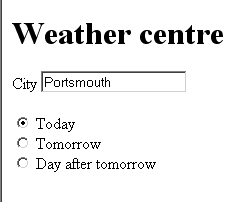 Weather centre
City Portsmouth
Today
Tomorrow
Day after tomorrow